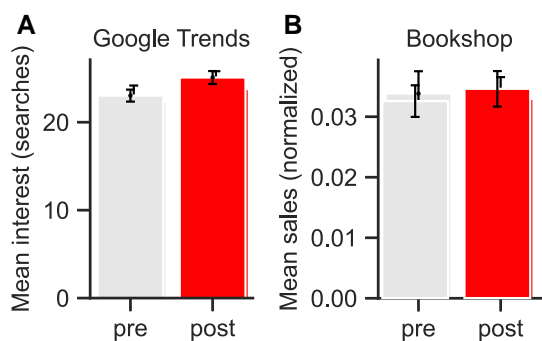 A
Google Trends
Mean interest (searches)
20
10
0
pre
post
B
Bookshop
Mean sales (normalized)
0.03
0.02
0.01
0.00
pre
post